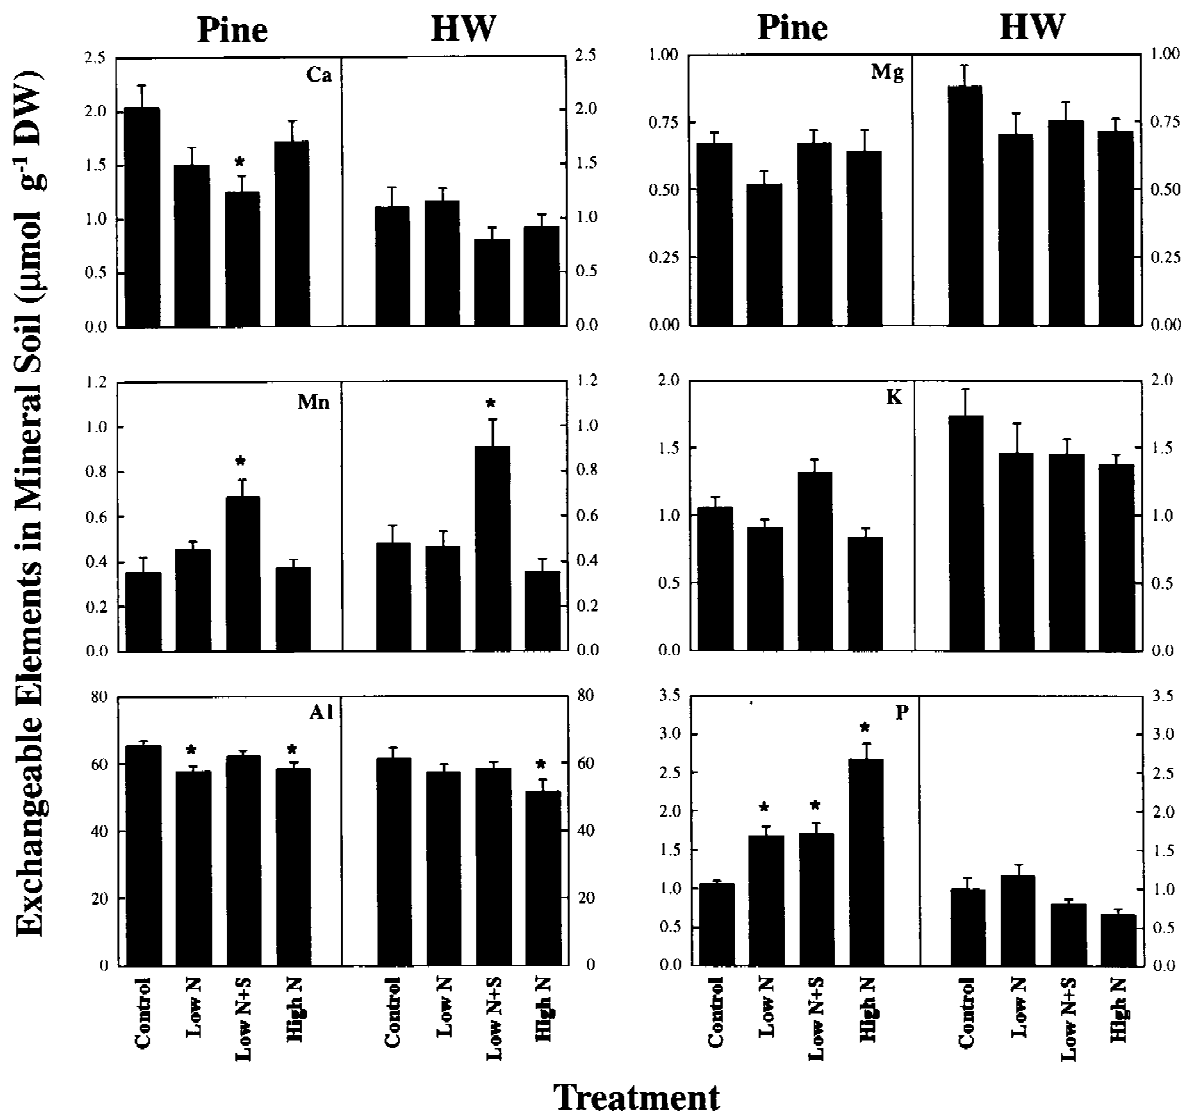 Pine HW Pine HW
Exchangeable Elements in Mineral Soil (µmol g-1 DW)
2.5 Ca 2.5 1.00 Mg 1.00
2.0 2.0
0.75 0.75
1.5 * 1.5
0.50 0.50
1.0 1.0
0.25 0.25
0.5 0.5
0.0 0.0 0.00 0.00
1.2 Mn 1.2 2.0 K 2.0
1.0 * 1.0
1.5 1.5
0.8 * 0.8
0.6 0.6 1.0 1.0
0.4 0.4
0.5 0.5
0.2 0.2
0.0 0.0 0.0 0.0
80 Al 80 3.5 P 3.5
3.0 * 3.0
60 * * * 60
2.5 2.5
2.0 * * 2.0
40 40
1.5 1.5
20 20 1.0 1.0
0.5 0.5
0 0 0.0 0.0
Control Low N Low N+S High N Control Low N Low N+S High N Control Low N Low N+S High N Control Low N Low N+S High N
Treatment